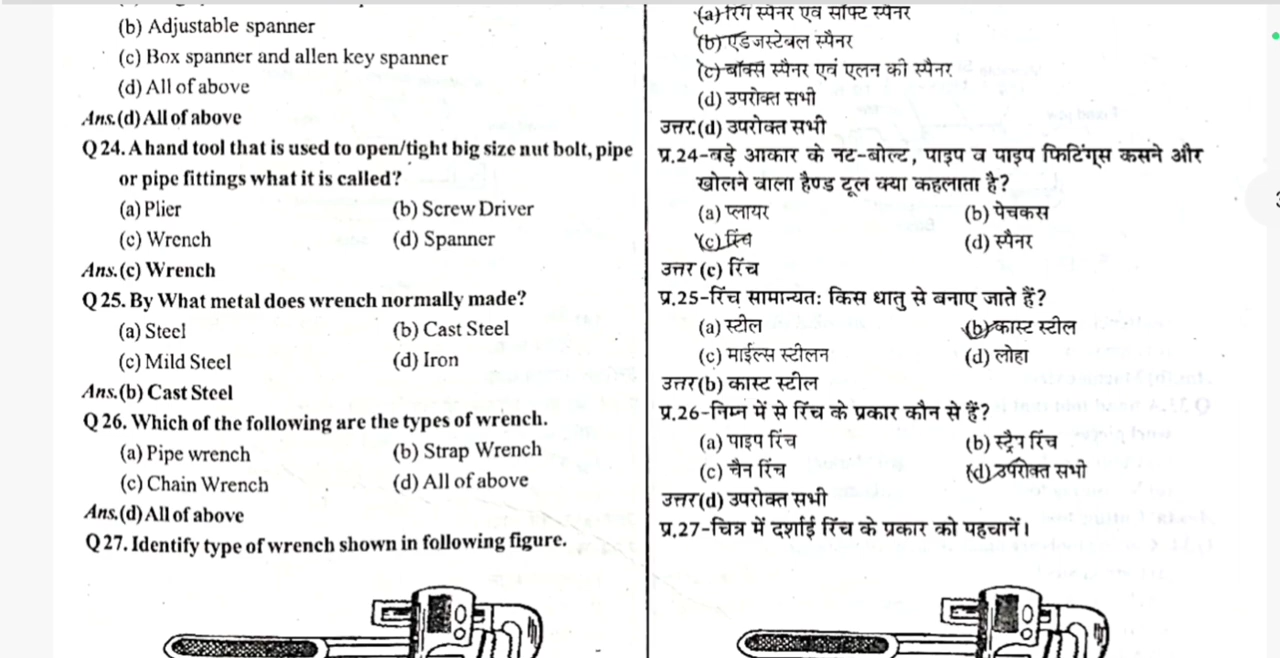 (b) Adjustable spanner
(c) Box spanner and allen key spanner
(d) All of above
Ans.(d) All of above
Q 24. A hand tool that is used to open/tight big size nut bolt, pipe
or pipe fittings what it is called?
(a) Plier (b) Screw Driver
(c) Wrench (d) Spanner
Ans.(c) Wrench
Q 25. By What metal does wrench normally made?
(a) Steel (b) Cast Steel
(c) Mild Steel (d) Iron
Ans.(b) Cast Steel
Q 26. Which of the following are the types of wrench.
(a) Pipe wrench (b) Strap Wrench
(c) Chain Wrench (d) All of above
Ans.(d) All of above
Q 27. Identify type of wrench shown in following figure.
(a) रिंग स्पैनर एवं सॉफ्ट स्पैनर
(b) एडजस्टेबल स्पैनर
(c) बॉक्स स्पैनर एवं एलन की स्पैनर
(d) उपरोक्त सभी
उत्तर.(d) उपरोक्त सभी
प्र.24-बड़े आकार के नट-बोल्ट, पाइप व पाइप फिटिंग्स कसने और
खोलने वाला हैण्ड टूल क्या कहलाता है?
(a) प्लायर (b) पेचकस
(c) रिंच (d) स्पैनर
उत्तर (c) रिंच
प्र.25-रिंच सामान्यतः किस धातु से बनाए जाते हैं?
(a) स्टील (b) कास्ट स्टील
(c) माईल्स स्टीलन (d) लोहा
उत्तर(b) कास्ट स्टील
प्र.26-निम्न में से रिंच के प्रकार कौन से हैं?
(a) पाइप रिंच (b) स्ट्रैप रिंच
(c) चैन रिंच (d) उपरोक्त सभी
उत्तर(d) उपरोक्त सभी
प्र.27-चित्र में दर्शाई रिंच के प्रकार को पहचानें।